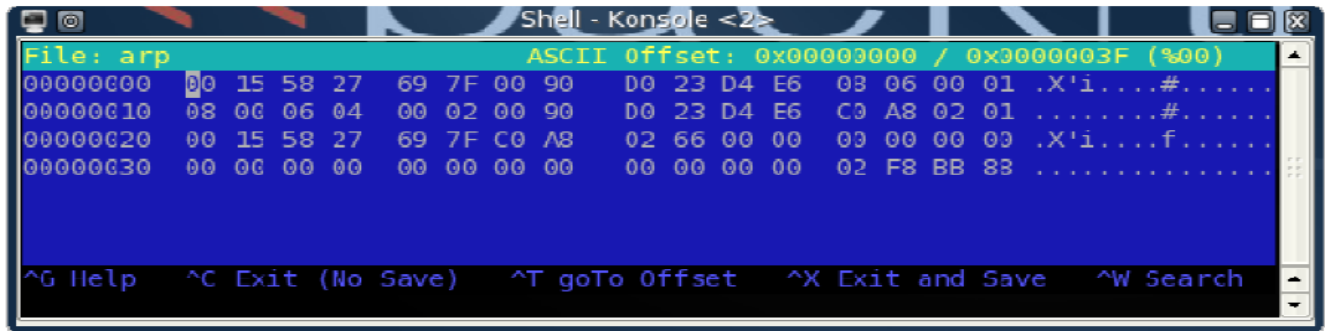 Shell - Konsole <2>
File: arp ASCII Offset: 0x00000000 / 0x0000003F (%00)
00000000 00 15 58 27 69 7F 00 90 D0 23 D4 E6 08 06 00 01 .X'i....#......
00000010 08 00 06 04 00 02 00 90 D0 23 D4 E6 C0 A8 02 01 .........#......
00000020 00 15 58 27 69 7F C0 A8 02 66 00 00 00 00 00 00 .X'i....f......
00000030 00 00 00 00 00 00 00 00 00 00 00 00 02 F8 BB 88 ...............
^G Help ^C Exit (No Save) ^T goTo Offset ^X Exit and Save ^W Search